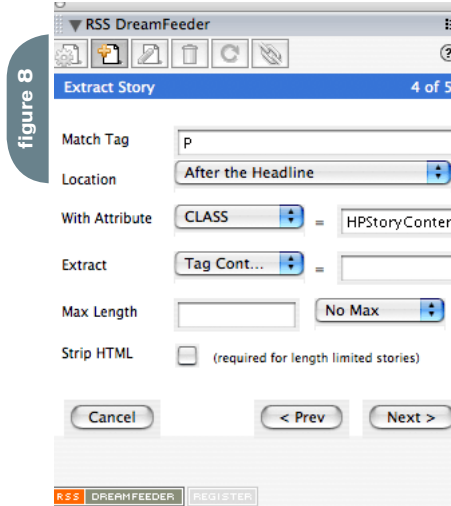 figure 8
RSS DreamFeeder
Extract Story 4 of 5
Match Tag P
Location After the Headline
With Attribute CLASS = HPStoryConter
Extract Tag Cont... =
Max Length No Max
Strip HTML (required for length limited stories)
Cancel < Prev Next >
RSS DREAMFEEDER REGISTER